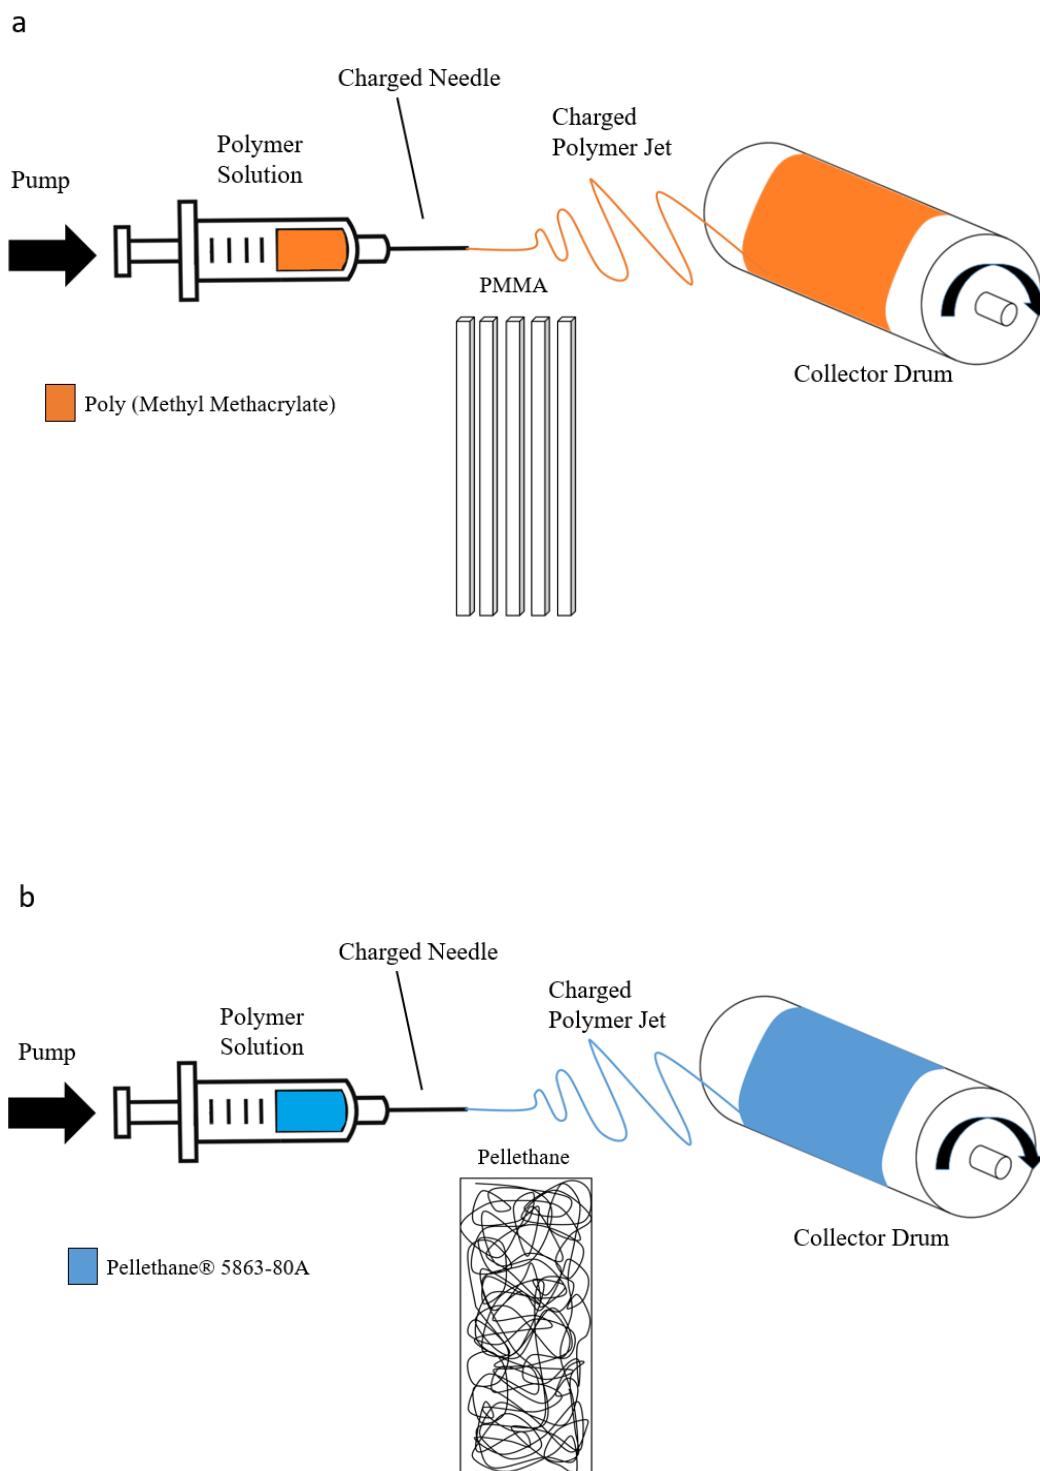 a
Charged Needle
Charged
Polymer Jet
Polymer
Solution
Pump
PMMA
Collector Drum
Poly (Methyl Methacrylate)
b
Charged Needle
Charged
Polymer Jet
Polymer
Solution
Pump
Pellethane
Collector Drum
Pellethane® 5863-80A